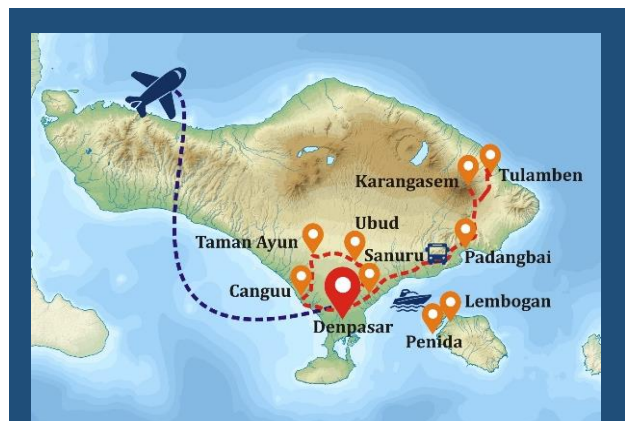 Karangasem
Tulamben
Ubud
Taman Ayun
Sanuru
Padangbai
Canguu
Lembogan
Denpasar
Penida